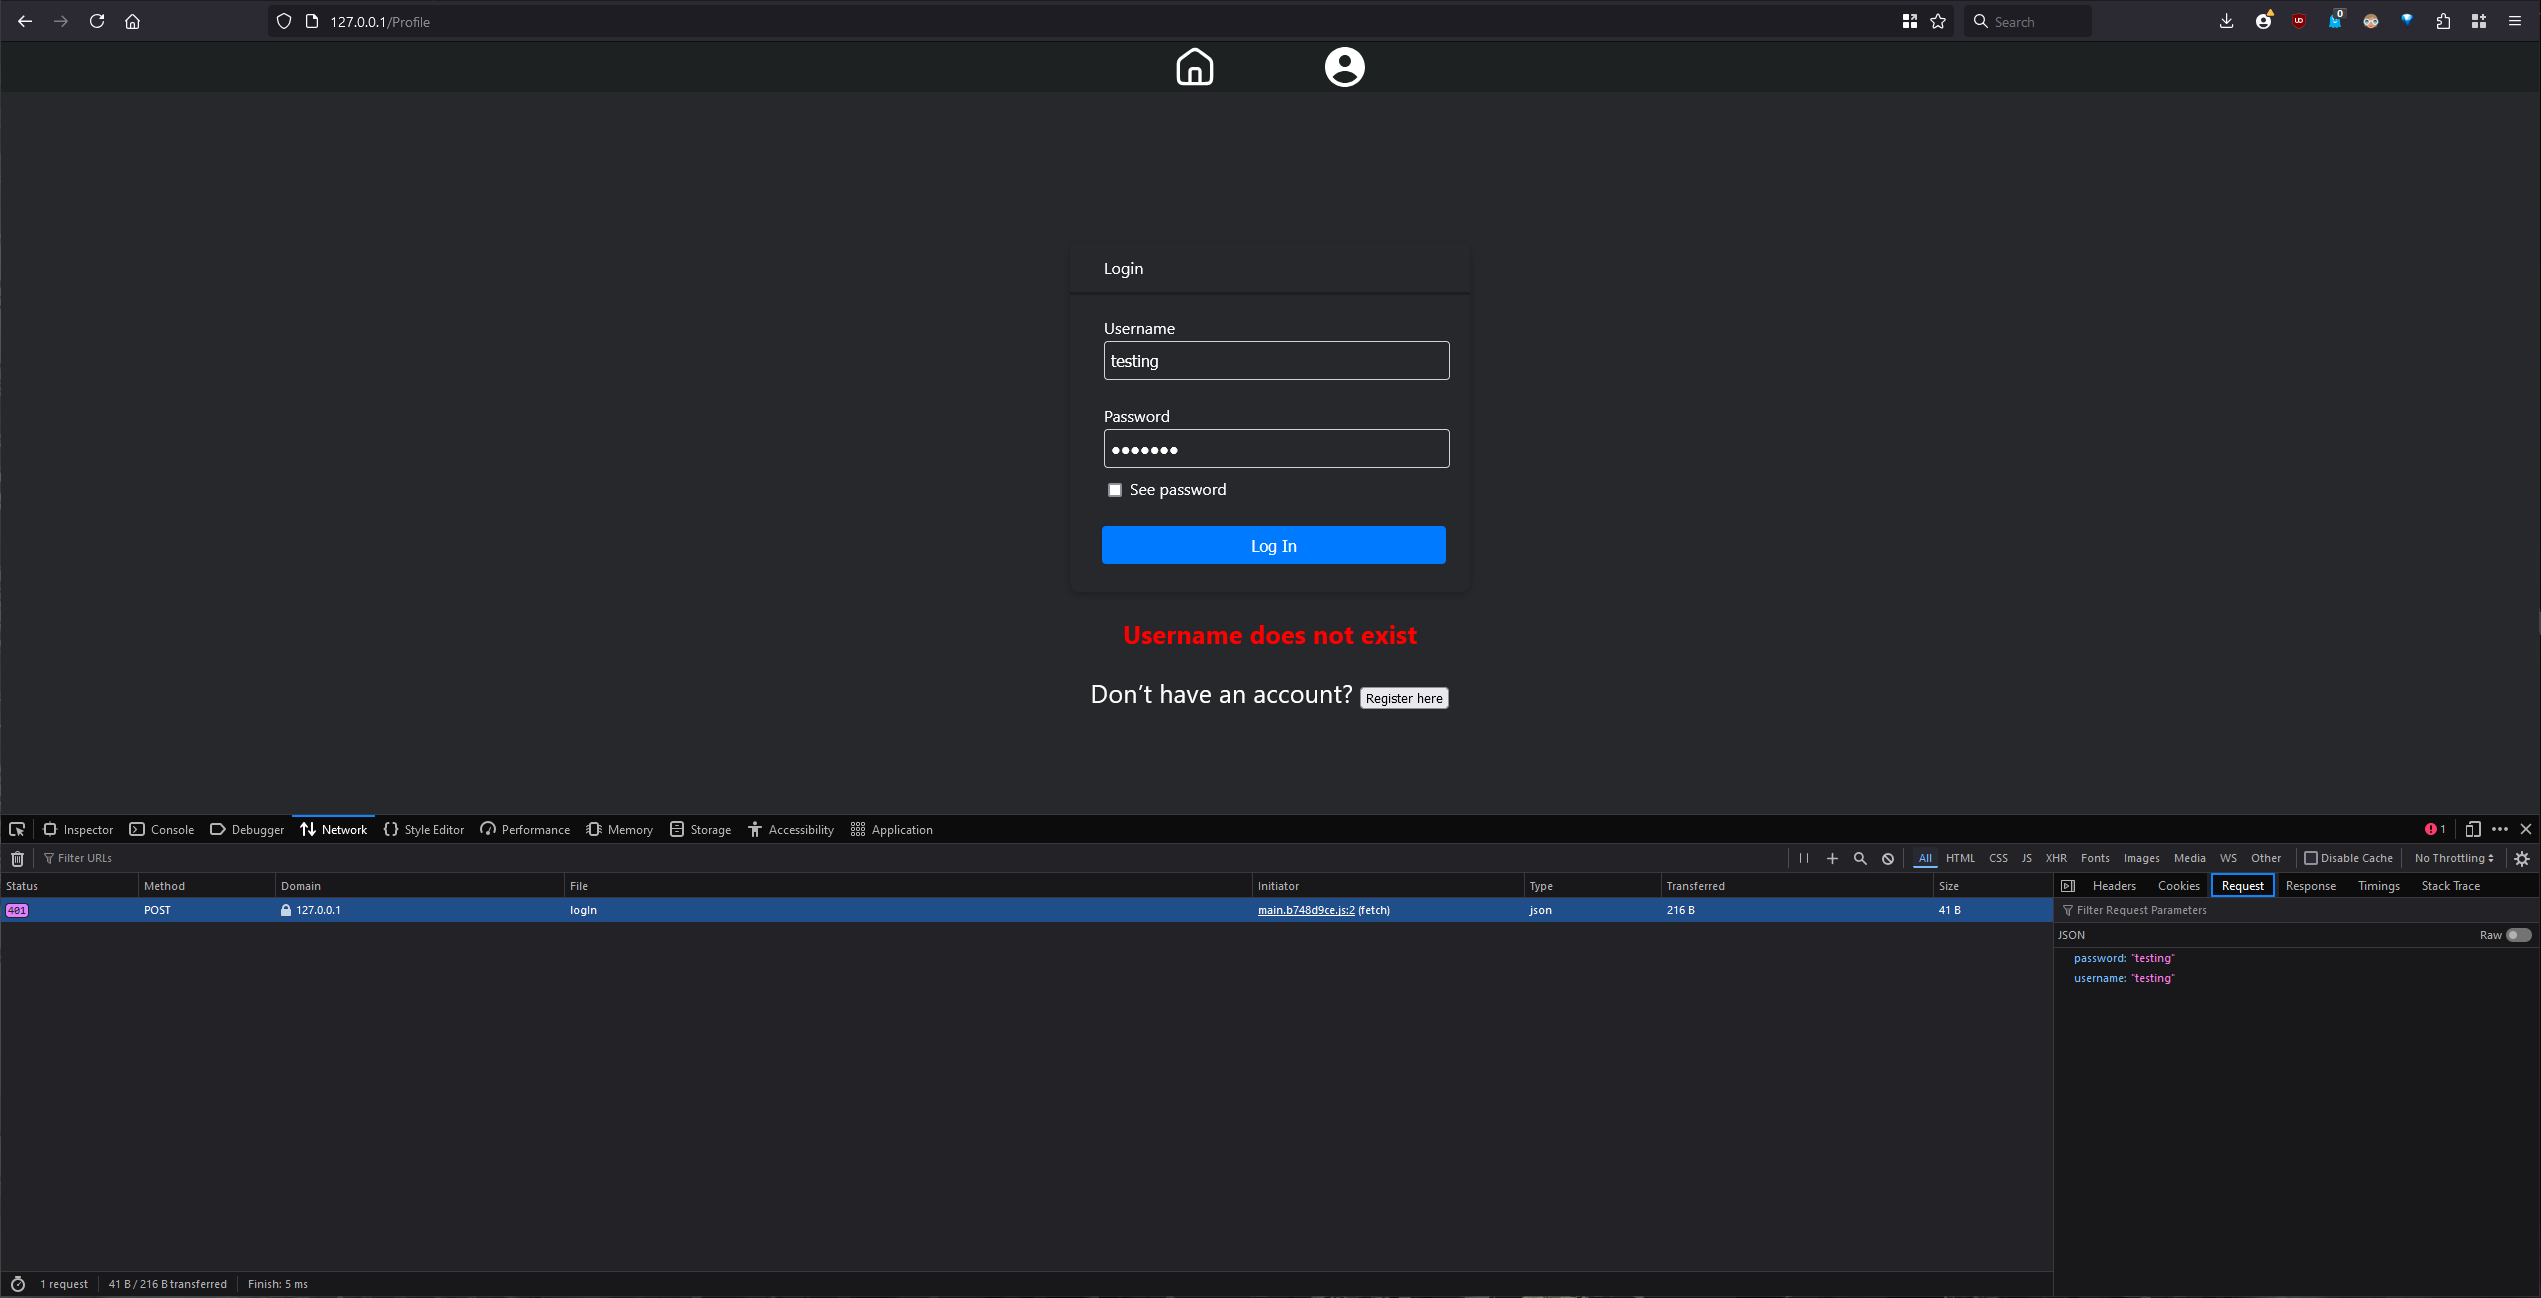 127.0.0.1/Profile
Search
0
Login
Username
testing
Password
●●●●●●●
See password
Log In
Username does not exist
Don't have an account? Register here
Inspector Console Debugger Network Style Editor Performance Memory Storage Accessibility Application 1
Filter URLs All HTML CSS JS XHR Fonts Images Media WS Other Disable Cache No Throttling
Status Method Domain File Initiator Type Transferred Size
401 POST 127.0.0.1 logIn main.b748d9ce.js:2 (fetch) json 216 B 41 B
Headers Cookies Request Response Timings Stack Trace
Filter Request Parameters
JSON Raw
password: "testing"
username: "testing"
1 request 41 B / 216 B transferred Finish: 5 ms